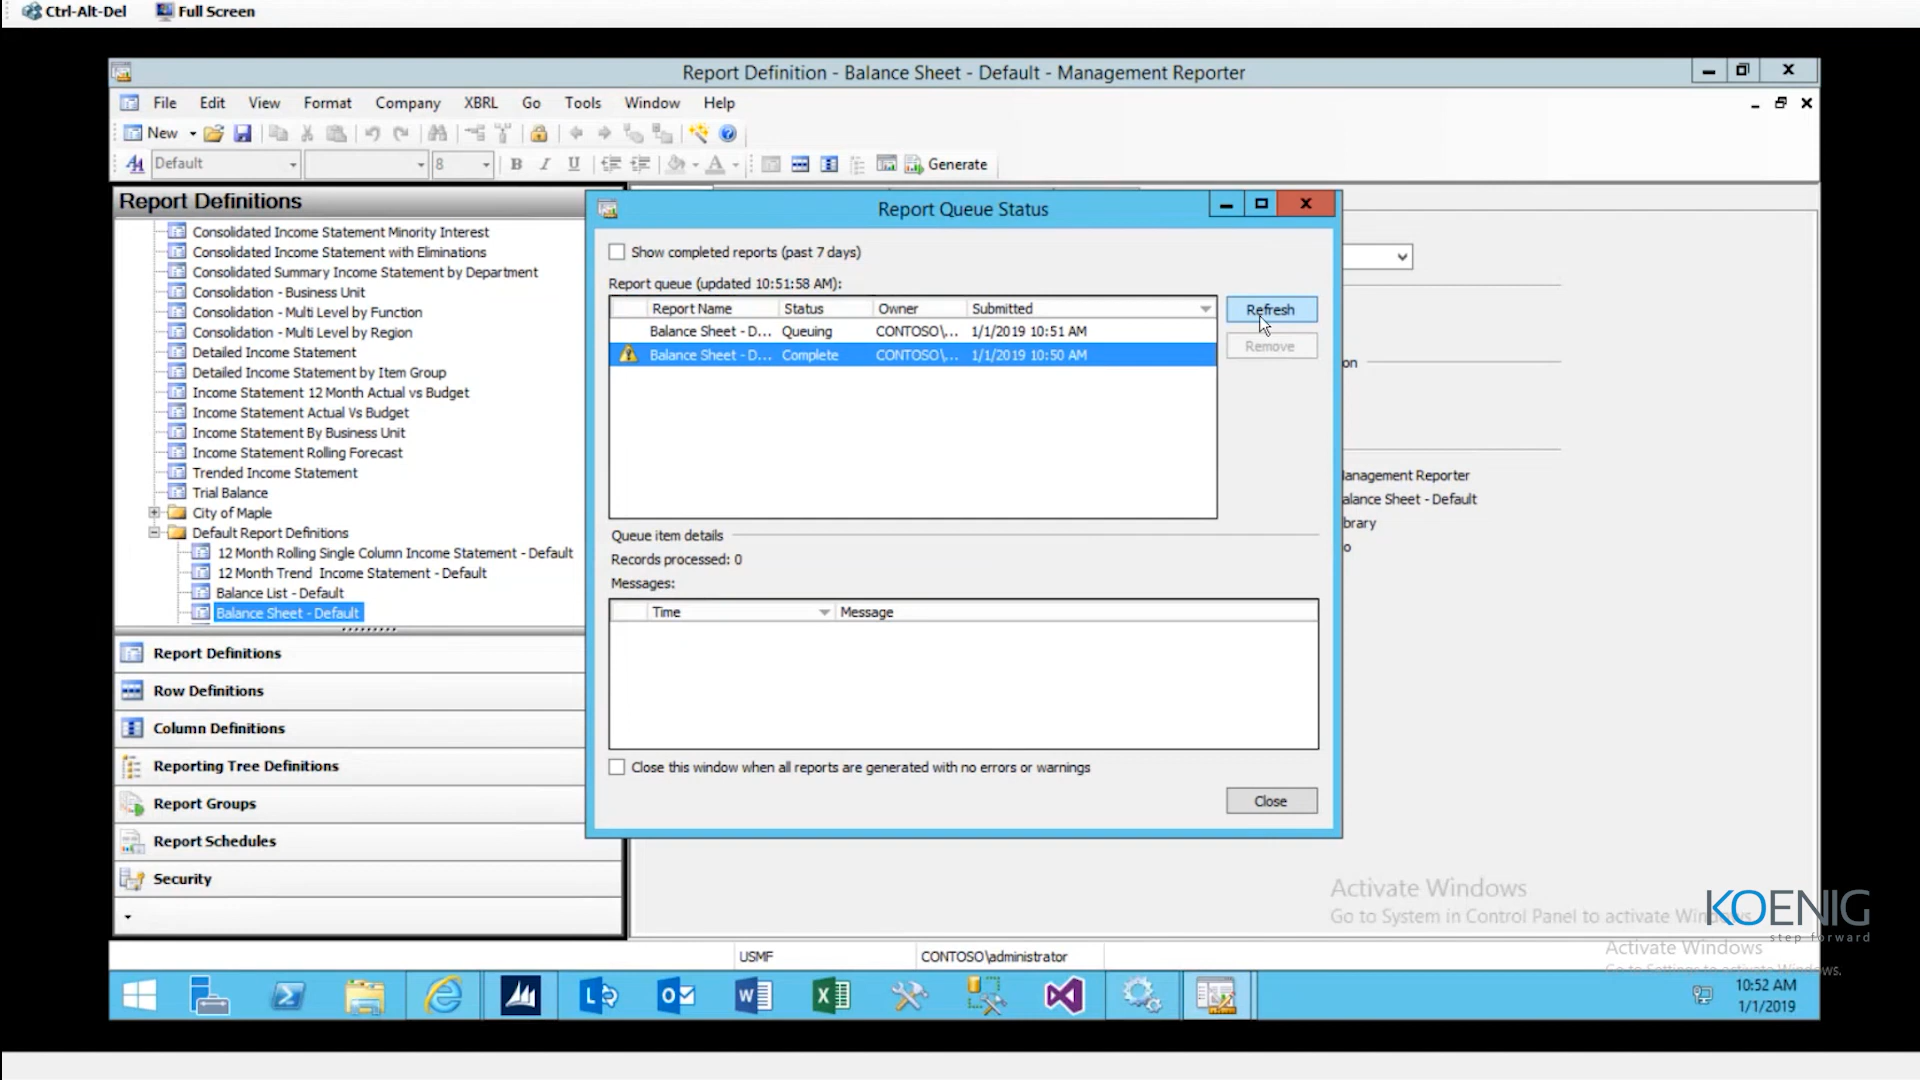 Ctrl-Alt-Del Full Screen
Report Definition - Balance Sheet - Default - Management Reporter
File Edit View Format Company XBRL Go Tools Window Help
New
Default 8 B I U A Generate
Report Definitions
Consolidated Income Statement Minority Interest
Consolidated Income Statement with Eliminations
Consolidated Summary Income Statement by Department
Consolidation - Business Unit
Consolidation - Multi Level by Function
Consolidation - Multi Level by Region
Detailed Income Statement
Detailed Income Statement by Item Group
Income Statement 12 Month Actual vs Budget
Income Statement Actual Vs Budget
Income Statement By Business Unit
Income Statement Rolling Forecast
Trended Income Statement
Trial Balance
City of Maple
Default Report Definitions
12 Month Rolling Single Column Income Statement - Default
12 Month Trend Income Statement - Default
Balance List - Default
Balance Sheet - Default
Report Definitions
Row Definitions
Column Definitions
Reporting Tree Definitions
Report Groups
Report Schedules
Security
Report Queue Status
Show completed reports (past 7 days)
Report queue (updated 10:51:58 AM):
Report Name Status Owner Submitted
Balance Sheet - D... Queuing CONTOSO\... 1/1/2019 10:51 AM
Balance Sheet - D... Complete CONTOSO\... 1/1/2019 10:50 AM
Refresh
Remove
Queue item details
Records processed: 0
Messages:
Time Message
Close this window when all reports are generated with no errors or warnings
Close
on
anagement Reporter
alance Sheet - Default
brary
o
Activate Windows
Go to System in Control Panel to activate Windows.
KOENIG
step forward
Activate Windows
Go to Settings to activate Windows.
USMF CONTOSO\administrator
10:52 AM
1/1/2019